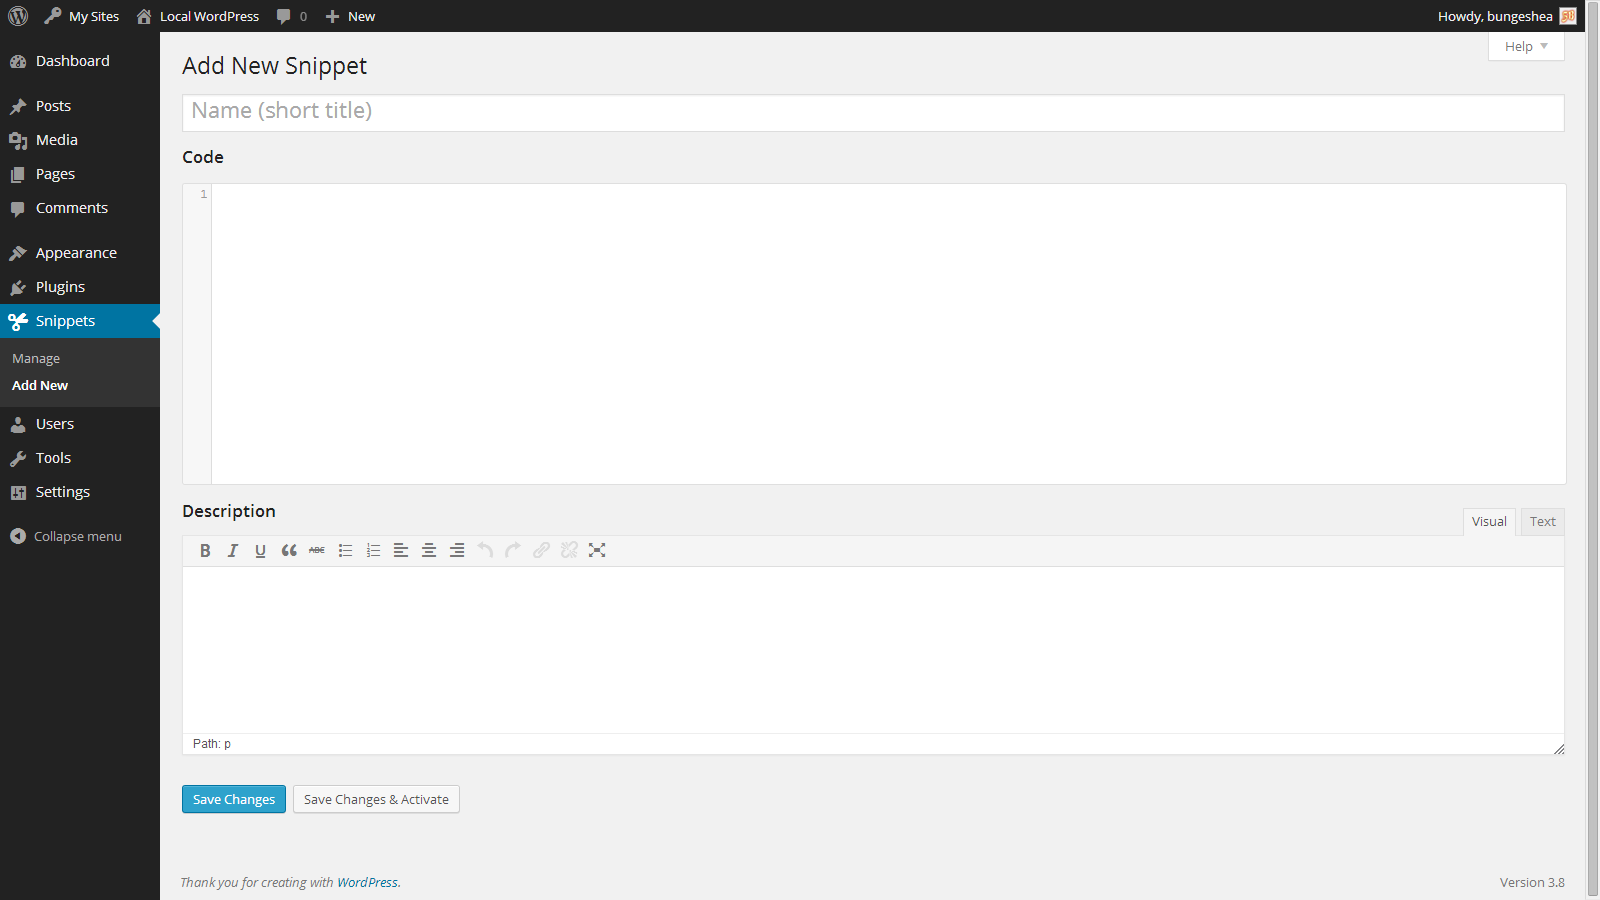 My Sites Local WordPress 0 New Howdy, bungeshea
Help
Dashboard
Posts
Media
Pages
Comments
Appearance
Plugins
Snippets
Manage
Add New
Users
Tools
Settings
Collapse menu
Add New Snippet
Name (short title)
Code
1
Description
Visual Text
B I U ABC
Path: p
Save Changes Save Changes & Activate
Thank you for creating with WordPress. Version 3.8